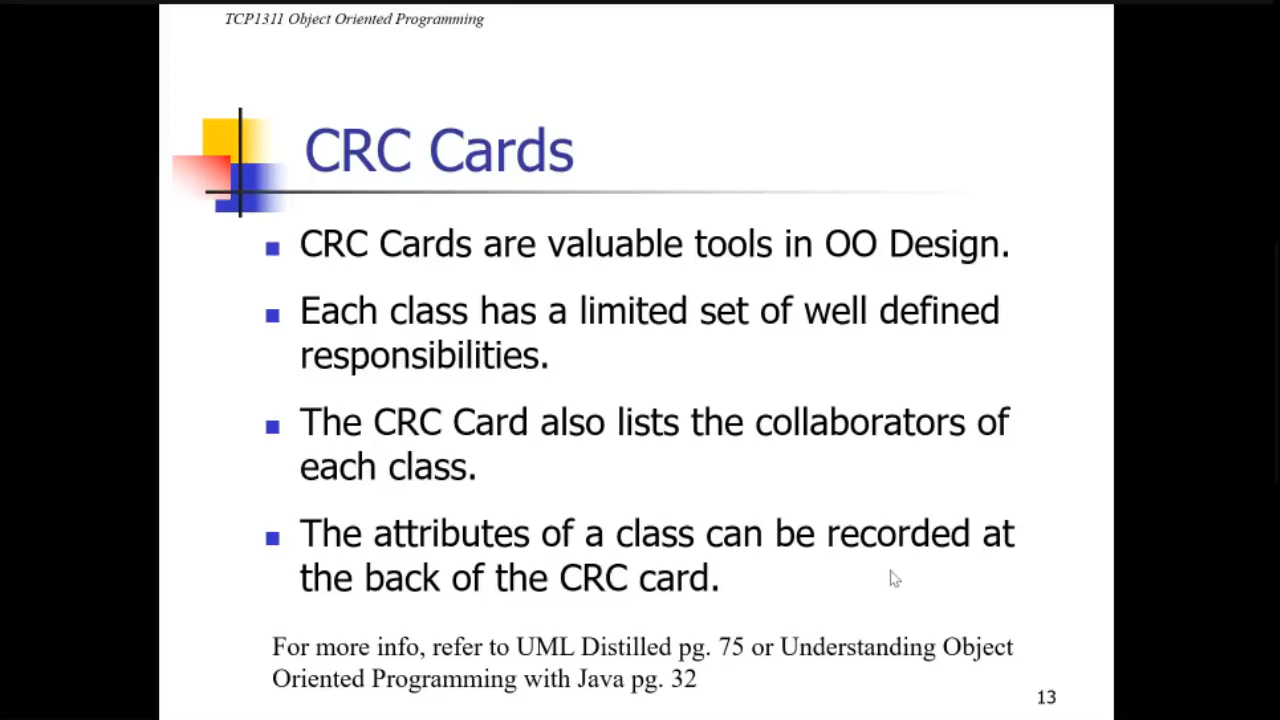 TCP1311 Object Oriented Programming
CRC Cards
CRC Cards are valuable tools in OO Design.
Each class has a limited set of well defined
responsibilities.
The CRC Card also lists the collaborators of
each class.
The attributes of a class can be recorded at
the back of the CRC card.
For more info, refer to UML Distilled pg. 75 or Understanding Object
Oriented Programming with Java pg. 32
13